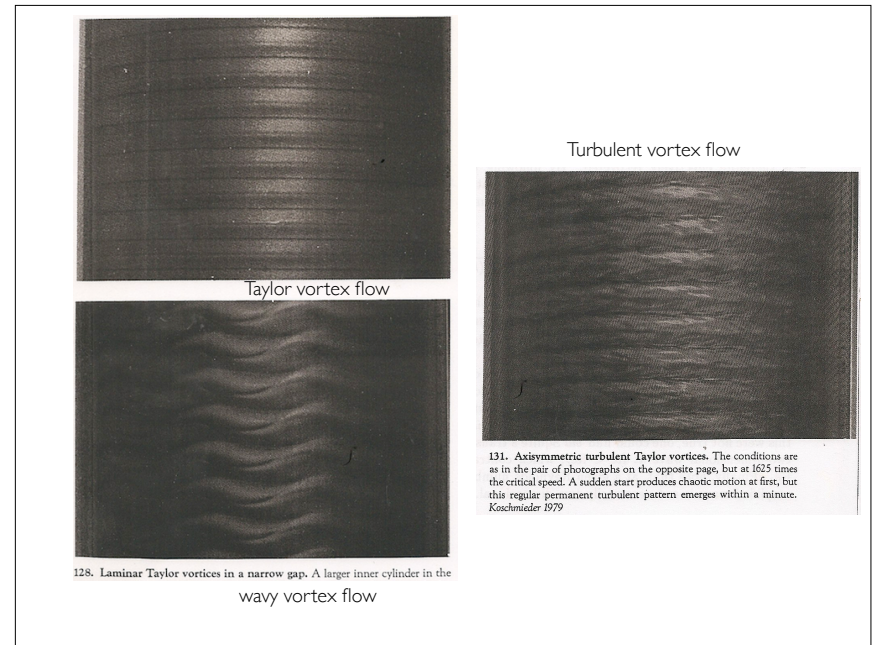 Taylor vortex flow
128. Laminar Taylor vortices in a narrow gap. A larger inner cylinder in the
wavy vortex flow
Turbulent vortex flow
131. Axisymmetric turbulent Taylor vortices. The conditions are
as in the pair of photographs on the opposite page, but at 1625 times
the critical speed. A sudden start produces chaotic motion at first, but
this regular permanent turbulent pattern emerges within a minute.
Koschmieder 1979